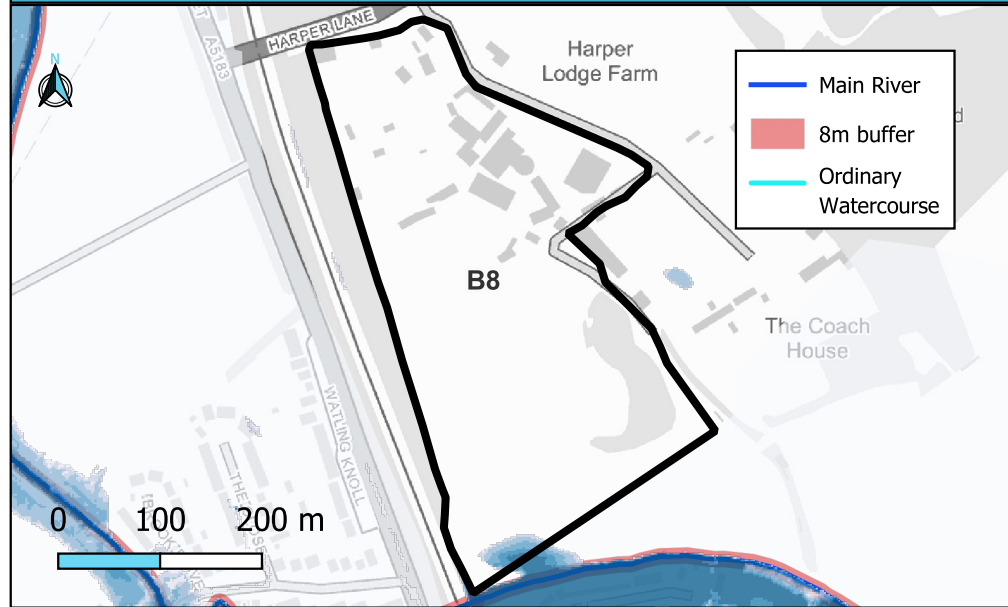 HARPER LANE
A5183
N
Harper
Lodge Farm
Main River
8m buffer
Ordinary
Watercourse
d
B8
The Coach
House
WATLING KNOLL
0 100 200 m